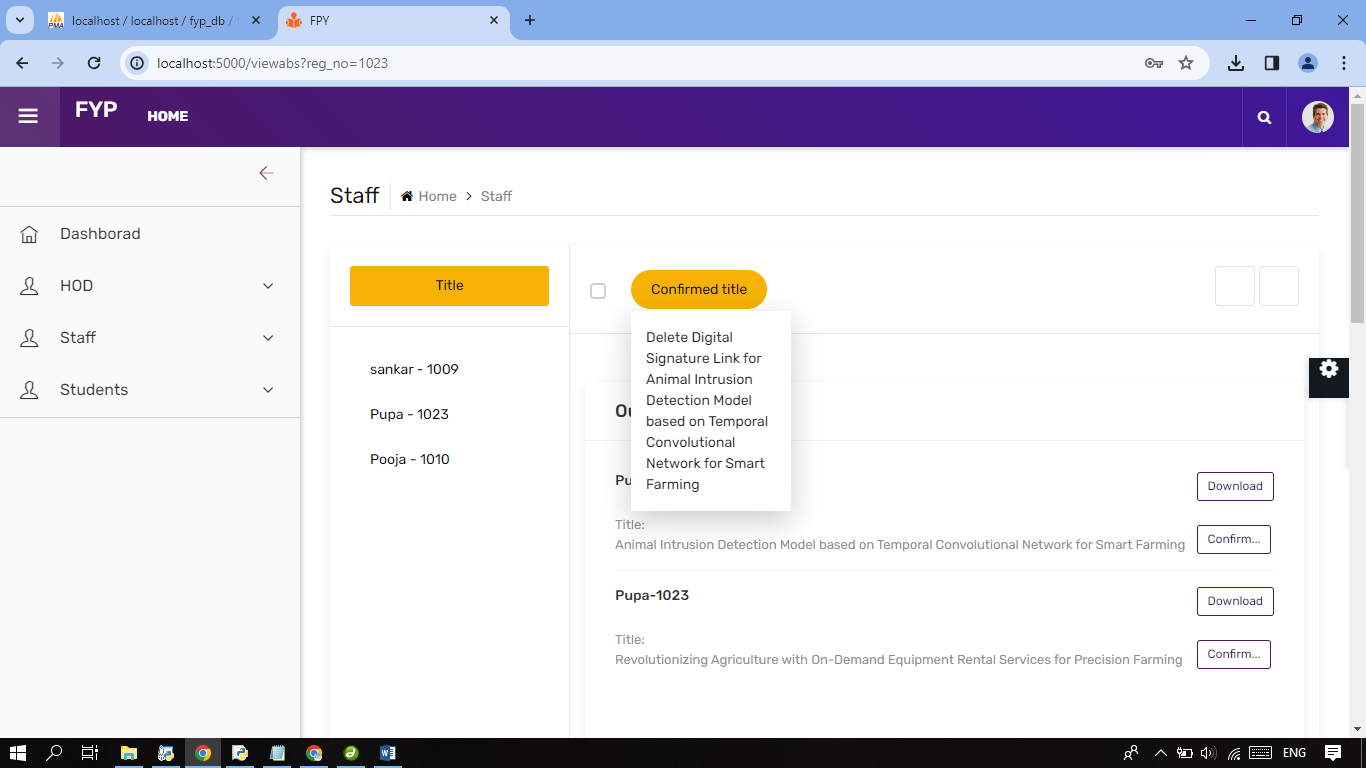 localhost / localhost / fyp_db /
FPY
localhost:5000/viewabs?reg_no=1023
FYP
HOME
Staff
Home > Staff
Dashborad
HOD
Staff
Students
Title
sankar - 1009
Pupa - 1023
Pooja - 1010
Confirmed title
Delete Digital
Signature Link for
Animal Intrusion
Detection Model
based on Temporal
Convolutional
Network for Smart
Farming
Download
Title:
Animal Intrusion Detection Model based on Temporal Convolutional Network for Smart Farming
Confirm...
Pupa-1023
Download
Title:
Revolutionizing Agriculture with On-Demand Equipment Rental Services for Precision Farming
Confirm...
ENG